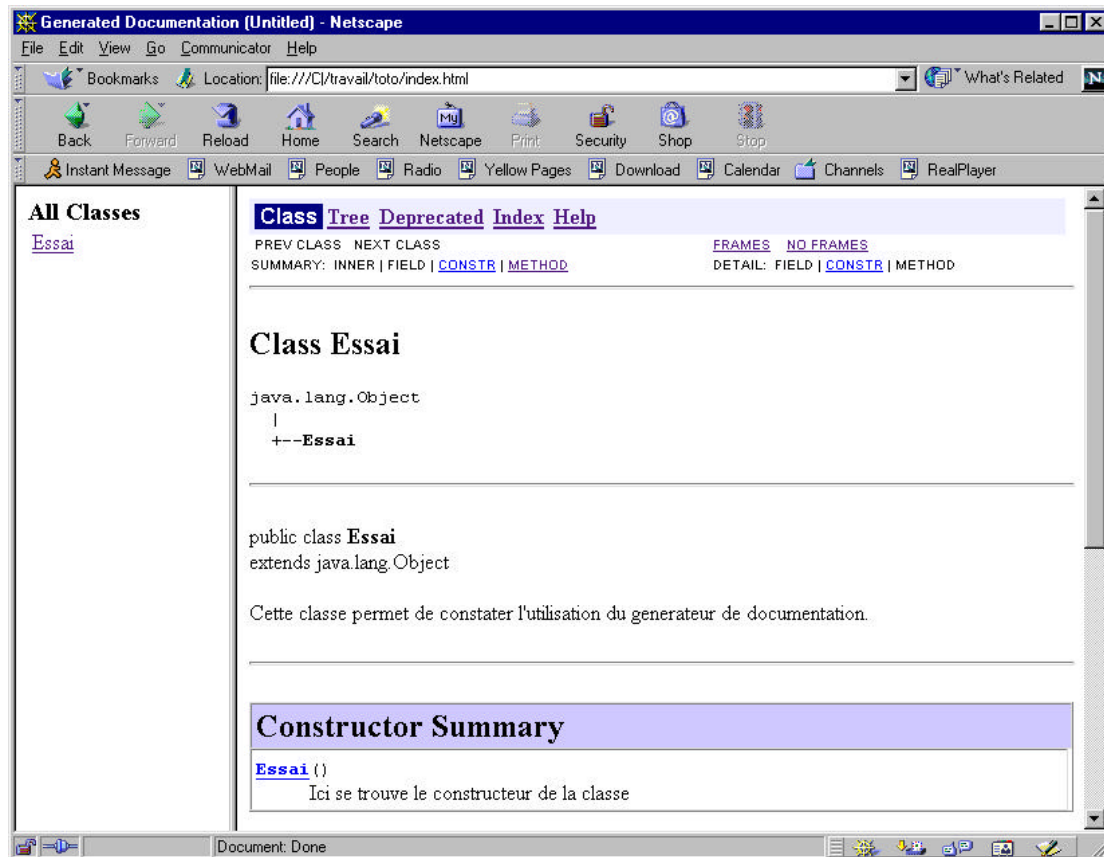 Generated Documentation (Untitled) - Netscape
File Edit View Go Communicator Help
Bookmarks Location: file:///C|/travail/toto/index.html What's Related N
Back Forward Reload Home Search My Netscape Print Security Shop Stop
Instant Message WebMail People Radio Yellow Pages Download Calendar Channels RealPlayer
All Classes
Essai
Class Tree Deprecated Index Help
PREV CLASS NEXT CLASS FRAMES NO FRAMES
SUMMARY: INNER | FIELD | CONSTR | METHOD DETAIL: FIELD | CONSTR | METHOD
Class Essai
java.lang.Object
|
+--Essai
public class Essai
extends java.lang.Object
Cette classe permet de constater l'utilisation du generateur de documentation.
Constructor Summary
Essai()
Ici se trouve le constructeur de la classe
Document: Done